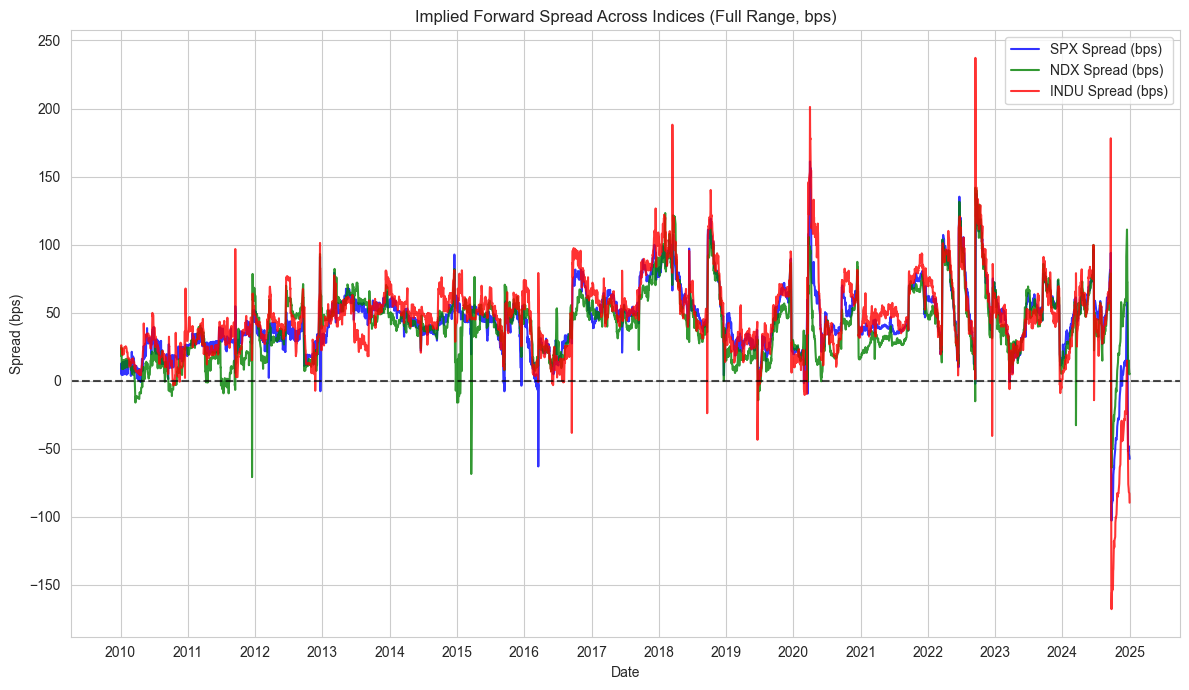 Implied Forward Spread Across Indices (Full Range, bps)
SPX Spread (bps)
NDX Spread (bps)
INDU Spread (bps)
Spread (bps)
250
200
150
100
50
0
−50
−100
−150
2010 2011 2012 2013 2014 2015 2016 2017 2018 2019 2020 2021 2022 2023 2024 2025
Date